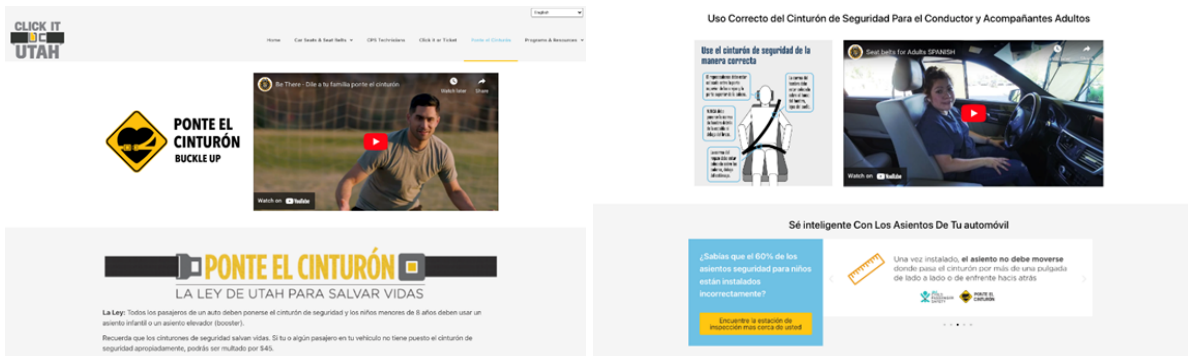 CLICK IT
UTAH
English
Home
Car Seats & Seat Belts
CPS Technicians
Click It or Ticket
Ponte el Cinturón
Programs & Resources
Be There - Dile a tu familia ponte el cinturón
Watch later
Share
PONTE EL
CINTURÓN
BUCKLE UP
Watch on YouTube
PONTE EL CINTURÓN
LA LEY DE UTAH PARA SALVAR VIDAS
La Ley: Todos los pasajeros de un auto deben ponerse el cinturón de seguridad y los niños menores de 8 años deben usar un
asiento infantil o un asiento elevador (booster).
Recuerda que los cinturones de seguridad salvan vidas. Si tu o algún pasajero en tu vehículo no tiene puesto el cinturón de
seguridad apropiadamente, podrás ser multado por $45.
Uso Correcto del Cinturón de Seguridad Para el Conductor y Acompañantes Adultos
Use el cinturón de seguridad de la
manera correcta
Seat belts for Adults SPANISH
Watch later
Share
Watch on YouTube
Sé inteligente Con Los Asientos De Tu automóvil
¿Sabías que el 60% de los
asientos seguridad para niños
están instalados
incorrectamente?
Encuentre la estación de
inspección mas cerca de usted
Una vez instalado, el asiento no debe moverse
donde pasa el cinturón por más de una pulgada
de lado a lado o de enfrente hacis atrás
PONTE EL
CINTURÓN